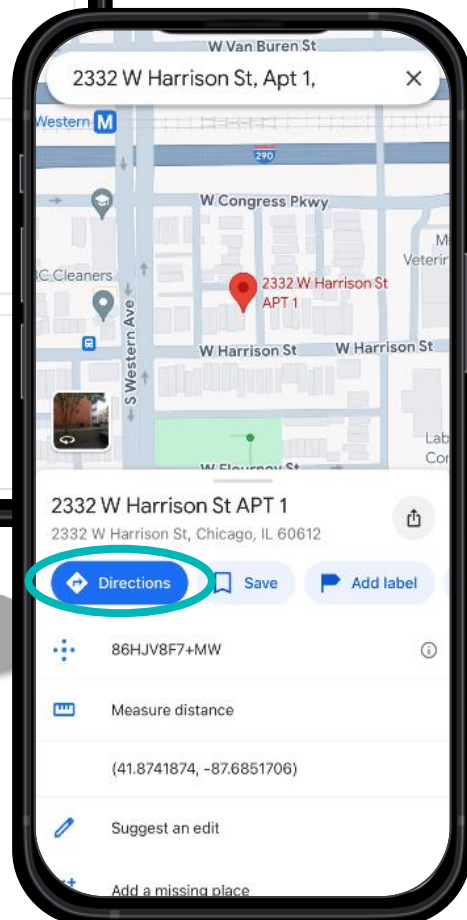 W Van Buren St
2332 W Harrison St, Apt 1,
Western M
290
W Congress Pkwy
Veterir
C Cleaners
2332 W Harrison St
APT 1
S Western Ave
W Harrison St
W Harrison St
Lab
Cor
W Flournoy St
2332 W Harrison St APT 1
2332 W Harrison St, Chicago, IL 60612
Directions
Save
Add label
86HJV8F7+MW
Measure distance
(41.8741874, -87.6851706)
Suggest an edit
Add a missing place